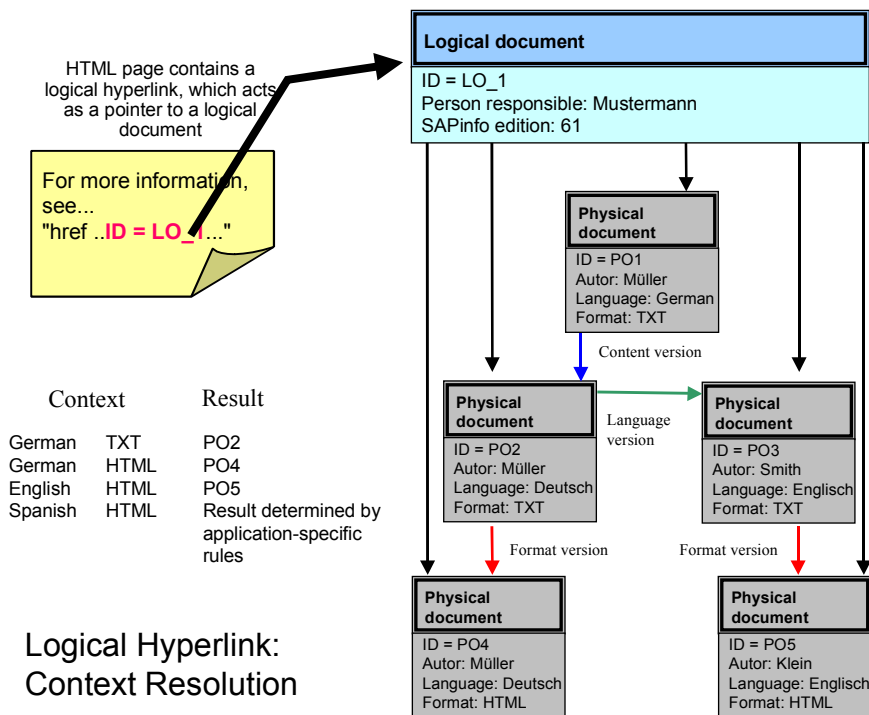 HTML page contains a
logical hyperlink, which acts
as a pointer to a logical
document
For more information,
see...
"href ..ID = LO_1..."
Logical document
ID = LO_1
Person responsible: Mustermann
SAPinfo edition: 61
Physical
document
ID = PO1
Autor: Müller
Language: German
Format: TXT
Content version
Physical
document
ID = PO2
Autor: Müller
Language: Deutsch
Format: TXT
Language
version
Physical
document
ID = PO3
Autor: Smith
Language: Englisch
Format: TXT
Format version
Format version
Physical
document
ID = PO4
Autor: Müller
Language: Deutsch
Format: HTML
Physical
document
ID = PO5
Autor: Klein
Language: Englisch
Format: HTML
Context Result
German TXT PO2
German HTML PO4
English HTML PO5
Spanish HTML Result determined by
application-specific
rules
Logical Hyperlink:
Context Resolution